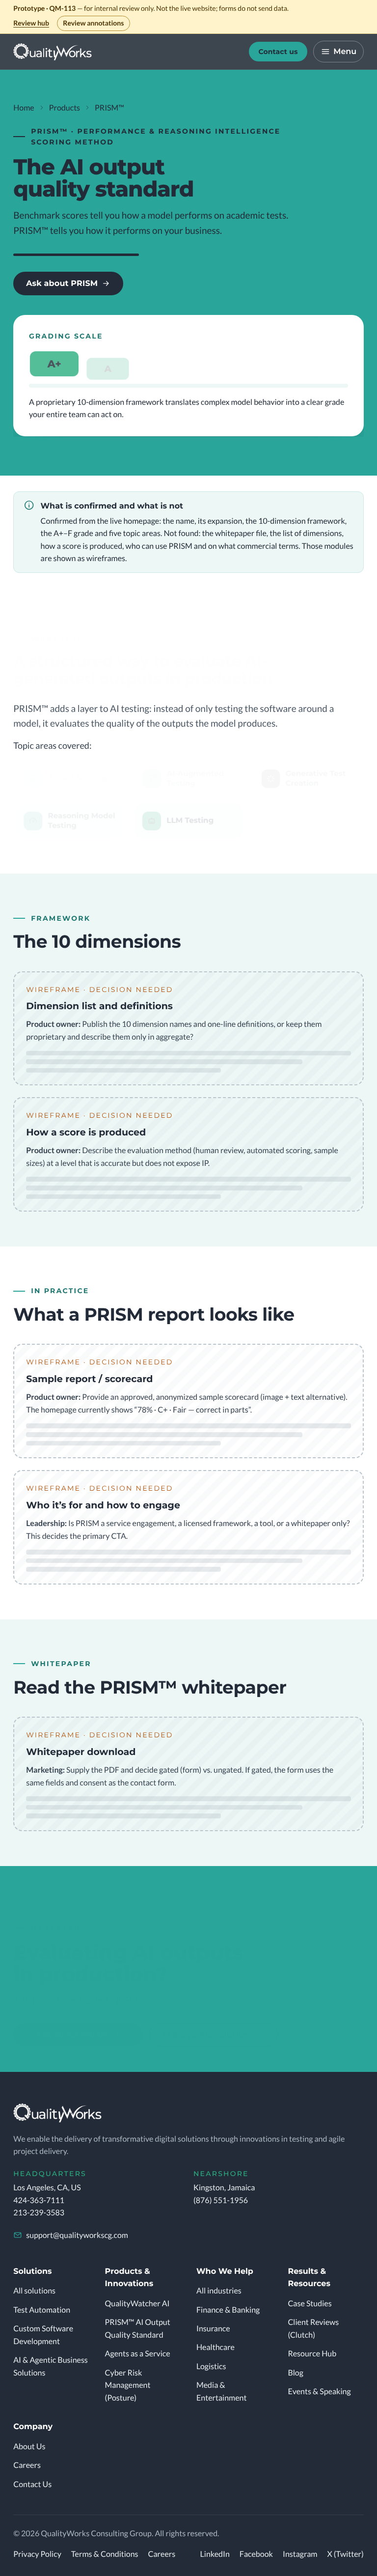 Prototype · QM-113 — for internal review only. Not the live website; forms do not send data.
Review hub
Review annotations
QualityWorks
Contact us
Menu
Home › Products › PRISM™
PRISM™ · PERFORMANCE & REASONING INTELLIGENCE
SCORING METHOD
The AI output
quality standard
Benchmark scores tell you how a model performs on academic tests.
PRISM™ tells you how it performs on your business.
Ask about PRISM →
GRADING SCALE
A+
A
A proprietary 10-dimension framework translates complex model behavior into a clear grade
your entire team can act on.
What is confirmed and what is not
Confirmed from the live homepage: the name, its expansion, the 10-dimension framework,
the A+–F grade and five topic areas. Not found: the whitepaper file, the list of dimensions,
how a score is produced, who can use PRISM and on what commercial terms. Those modules
are shown as wireframes.
PRISM™ adds a layer to AI testing: instead of only testing the software around a
model, it evaluates the quality of the outputs the model produces.
Topic areas covered:
Reasoning Model
Testing
LLM Testing
FRAMEWORK
The 10 dimensions
WIREFRAME · DECISION NEEDED
Dimension list and definitions
Product owner: Publish the 10 dimension names and one-line definitions, or keep them
proprietary and describe them only in aggregate?
WIREFRAME · DECISION NEEDED
How a score is produced
Product owner: Describe the evaluation method (human review, automated scoring, sample
sizes) at a level that is accurate but does not expose IP.
IN PRACTICE
What a PRISM report looks like
WIREFRAME · DECISION NEEDED
Sample report / scorecard
Product owner: Provide an approved, anonymized sample scorecard (image + text alternative).
The homepage currently shows “78% · C+ · Fair — correct in parts”.
WIREFRAME · DECISION NEEDED
Who it’s for and how to engage
Leadership: Is PRISM a service engagement, a licensed framework, a tool, or a whitepaper only?
This decides the primary CTA.
WHITEPAPER
Read the PRISM™ whitepaper
WIREFRAME · DECISION NEEDED
Whitepaper download
Marketing: Supply the PDF and decide gated (form) vs. ungated. If gated, the form uses the
same fields and consent as the contact form.
QualityWorks
We enable the delivery of transformative digital solutions through innovations in testing and agile
project delivery.
HEADQUARTERS
Los Angeles, CA, US
424-363-7111
213-239-3583
NEARSHORE
Kingston, Jamaica
(876) 551-1956
support@qualityworkscg.com
Solutions
All solutions
Test Automation
Custom Software
Development
AI & Agentic Business
Solutions
Products &
Innovations
QualityWatcher AI
PRISM™ AI Output
Quality Standard
Agents as a Service
Cyber Risk
Management
(Posture)
Who We Help
All industries
Finance & Banking
Insurance
Healthcare
Logistics
Media &
Entertainment
Results &
Resources
Case Studies
Client Reviews
(Clutch)
Resource Hub
Blog
Events & Speaking
Company
About Us
Careers
Contact Us
© 2026 QualityWorks Consulting Group. All rights reserved.
Privacy Policy Terms & Conditions Careers LinkedIn Facebook Instagram X (Twitter)